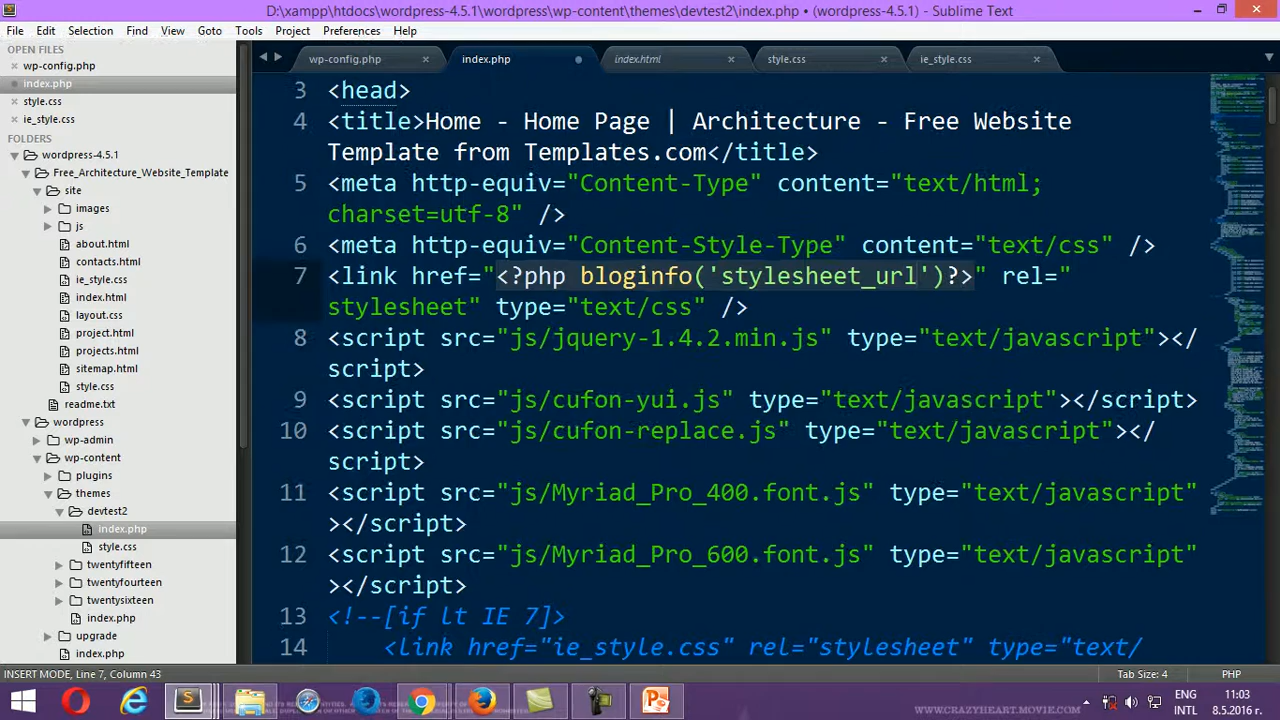 D:\xampp\htdocs\wordpress-4.5.1\wordpress\wp-content\themes\devtest2\index.php • (wordpress-4.5.1) - Sublime Text
File Edit Selection Find View Goto Tools Project Preferences Help
OPEN FILES
wp-config.php
index.php
style.css
ie_style.css
FOLDERS
wordpress-4.5.1
Free_Architecture_Website_Template
site
images
js
about.html
contacts.html
ie_style.css
index.html
layout.css
project.html
projects.html
sitemap.html
style.css
readme.txt
wordpress
wp-admin
wp-content
plugins
themes
devtest2
index.php
style.css
twentyfifteen
twentyfourteen
twentysixteen
index.php
upgrade
index.php
wp-config.php index.php index.html style.css ie_style.css
3 <head>
4 <title>Home - Home Page | Architecture - Free Website
Template from Templates.com</title>
5 <meta http-equiv="Content-Type" content="text/html;
charset=utf-8" />
6 <meta http-equiv="Content-Style-Type" content="text/css" />
7 <link href="<?pp bloginfo('stylesheet_url')?>" rel="
stylesheet" type="text/css" />
8 <script src="js/jquery-1.4.2.min.js" type="text/javascript"></
script>
9 <script src="js/cufon-yui.js" type="text/javascript"></script>
10 <script src="js/cufon-replace.js" type="text/javascript"></
script>
11 <script src="js/Myriad_Pro_400.font.js" type="text/javascript"
></script>
12 <script src="js/Myriad_Pro_600.font.js" type="text/javascript"
></script>
13 <!--[if lt IE 7]>
14 <link href="ie_style.css" rel="stylesheet" type="text/
INSERT MODE, Line 7, Column 43 Tab Size: 4 PHP
ENG 11:03
INTL 8.5.2016 г.
WWW.CRAZYHEART.MOVIE.COM